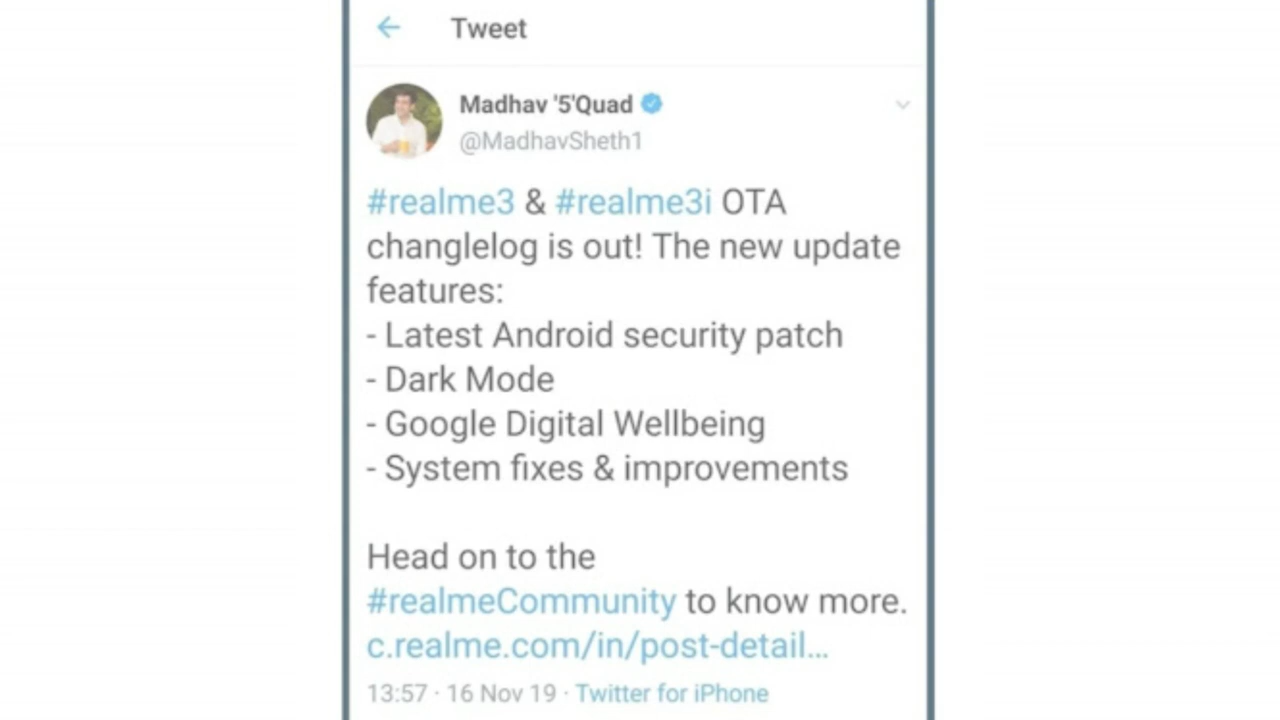 Tweet
Madhav '5'Quad
@MadhavSheth1
#realme3 & #realme3i OTA
changlelog is out! The new update
features:
- Latest Android security patch
- Dark Mode
- Google Digital Wellbeing
- System fixes & improvements
Head on to the
#realmeCommunity to know more.
c.realme.com/in/post-detail...
13:57 · 16 Nov 19 · Twitter for iPhone